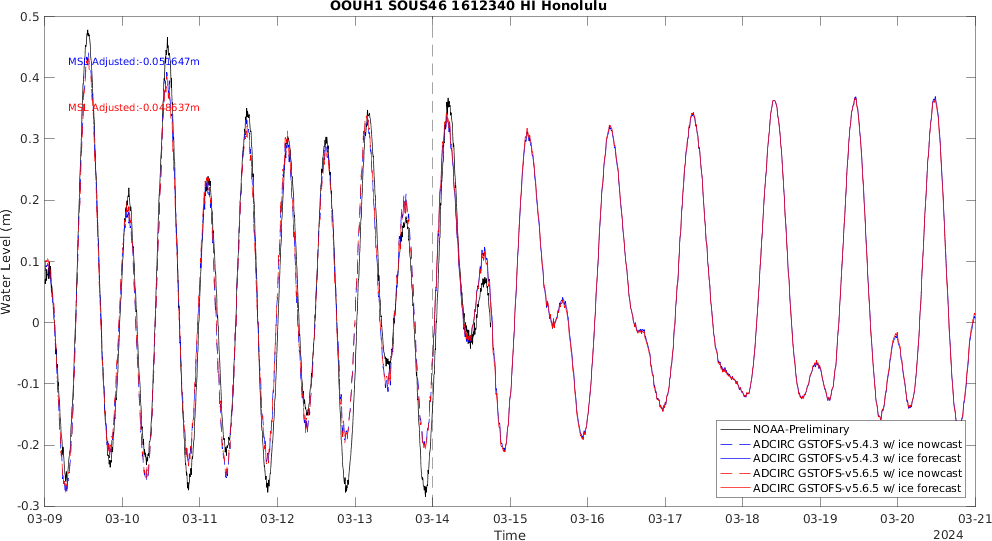 OOUH1 SOUS46 1612340 HI Honolulu
0.5
MSL Adjusted:-0.051647m
0.4
MSL Adjusted:-0.048537m
0.3
0.2
0.1
0
-0.1
-0.2
-0.3
Water Level (m)
NOAA-Preliminary
ADCIRC GSTOFS-v5.4.3 w/ ice nowcast
ADCIRC GSTOFS-v5.4.3 w/ ice forecast
ADCIRC GSTOFS-v5.6.5 w/ ice nowcast
ADCIRC GSTOFS-v5.6.5 w/ ice forecast
03-09 03-10 03-11 03-12 03-13 03-14 03-15 03-16 03-17 03-18 03-19 03-20 03-21
Time
2024